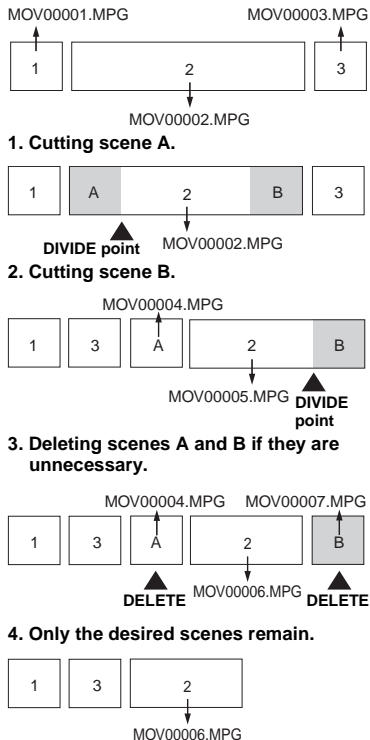 MOV00001.MPG MOV00003.MPG
1 2 3
MOV00002.MPG
1. Cutting scene A.
1 A 2 B 3
DIVIDE point MOV00002.MPG
2. Cutting scene B.
MOV00004.MPG
1 3 A 2 B
MOV00005.MPG DIVIDE
point
3. Deleting scenes A and B if they are
unnecessary.
MOV00004.MPG MOV00007.MPG
1 3 A 2 B
DELETE MOV00006.MPG DELETE
4. Only the desired scenes remain.
1 3 2
MOV00006.MPG